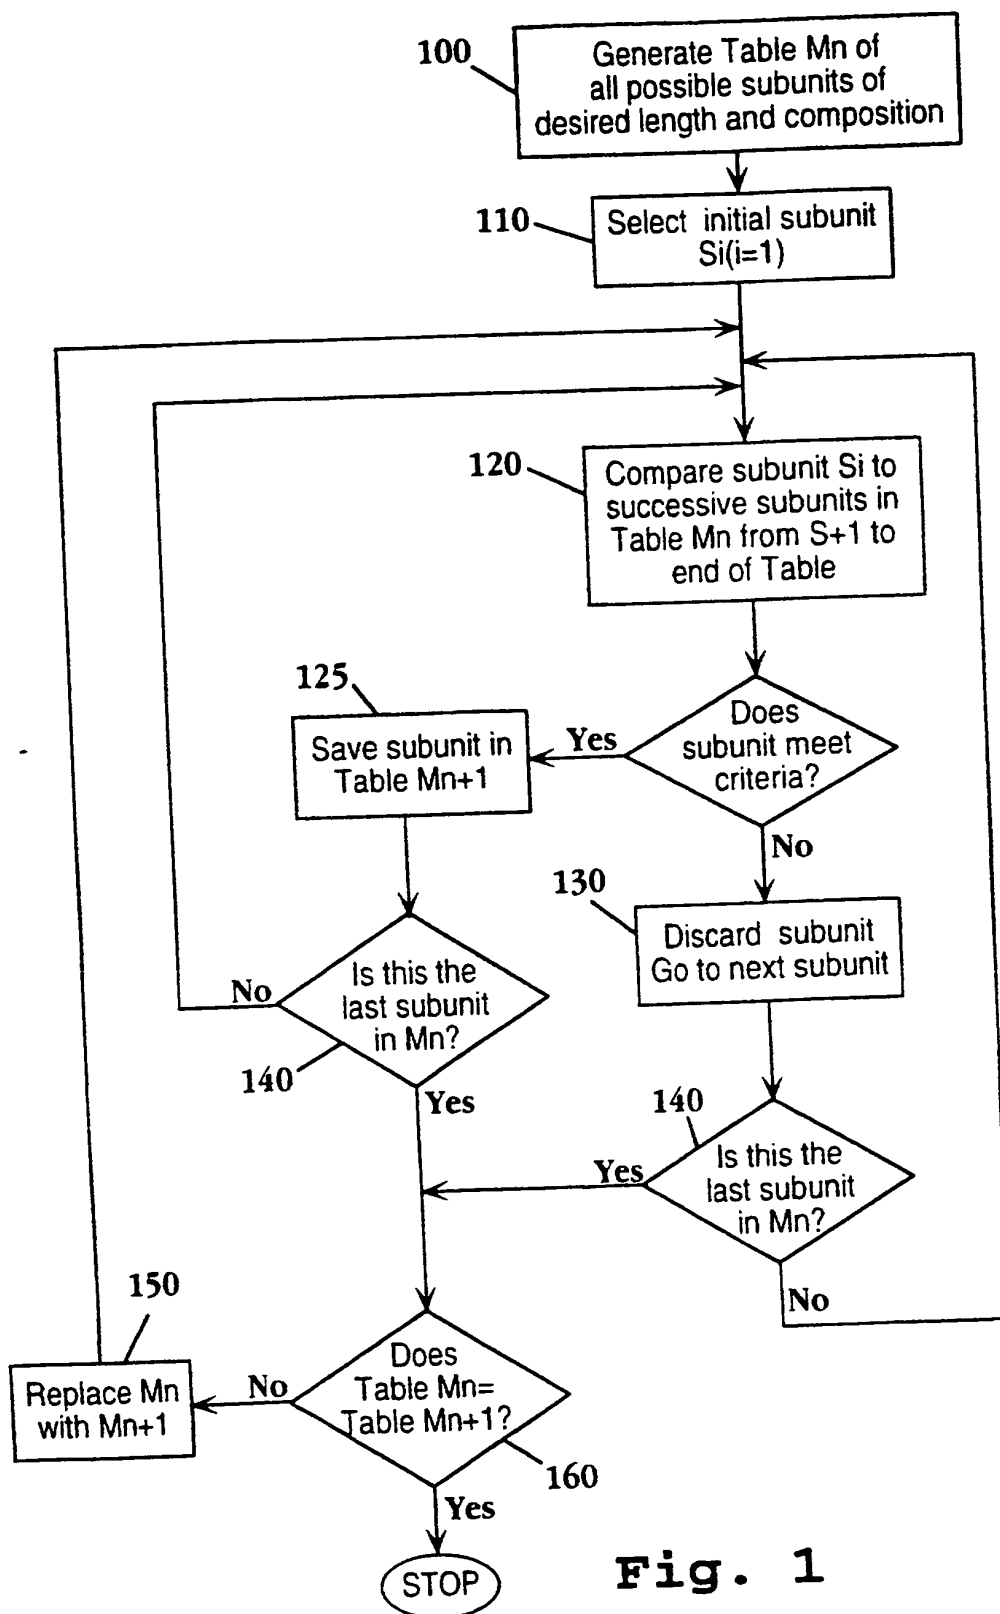 100
Generate Table Mn of
all possible subunits of
desired length and composition
110
Select initial subunit
Si(i=1)
120
Compare subunit Si to
successive subunits in
Table Mn from S+1 to
end of Table
125
Save subunit in
Table Mn+1
Yes
Does
subunit meet
criteria?
No
130
Discard subunit
Go to next subunit
No
Is this the
last subunit
in Mn?
140
Yes
140
Yes
Is this the
last subunit
in Mn?
No
150
Replace Mn
with Mn+1
No
Does
Table Mn=
Table Mn+1?
160
Yes
STOP
Fig. 1